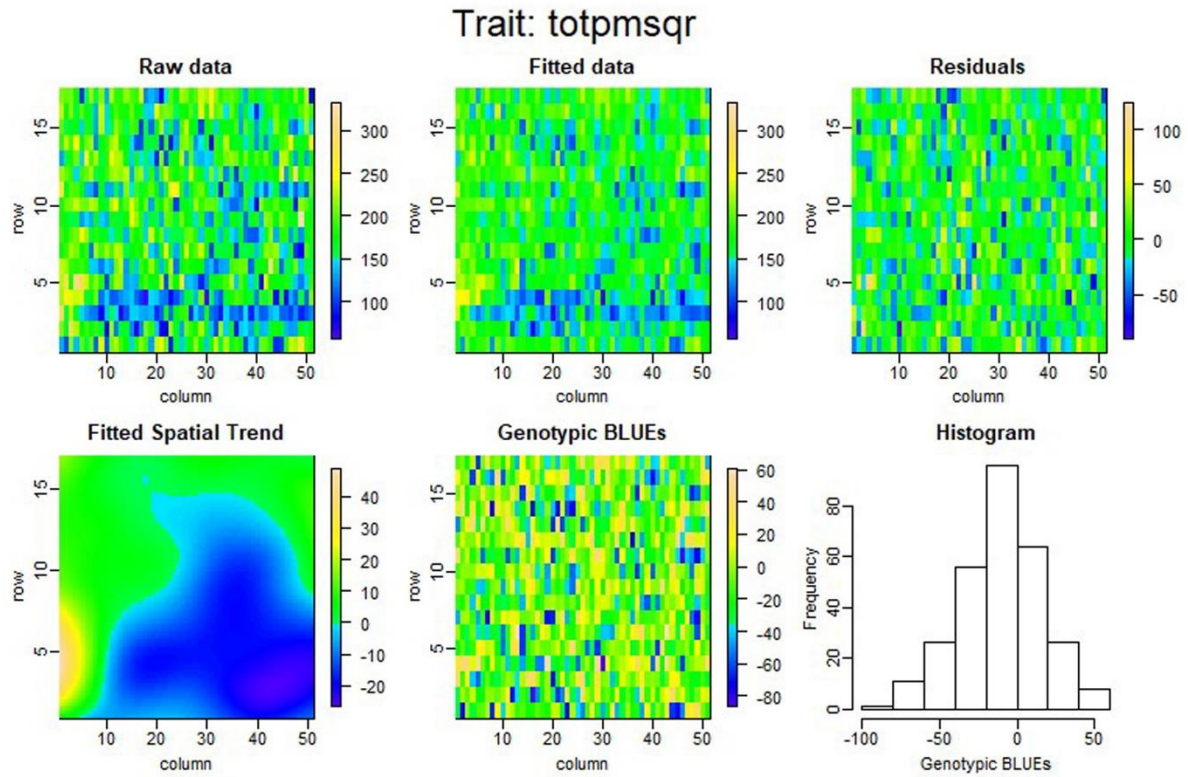 Trait: totpmsqr
Raw data
Fitted data
Residuals
row
5 10 15
10 20 30 40 50
column
300
250
200
150
100
row
5 10 15
10 20 30 40 50
column
300
250
200
150
100
row
5 10 15
10 20 30 40 50
column
100
50
0
-50
Fitted Spatial Trend
Genotypic BLUEs
Histogram
row
5 10 15
10 20 30 40 50
column
40
30
20
10
0
-10
-20
row
5 10 15
10 20 30 40 50
column
60
40
20
0
-20
-40
-60
-80
Frequency
0 20 40 60 80
-100 -50 0 50
Genotypic BLUEs